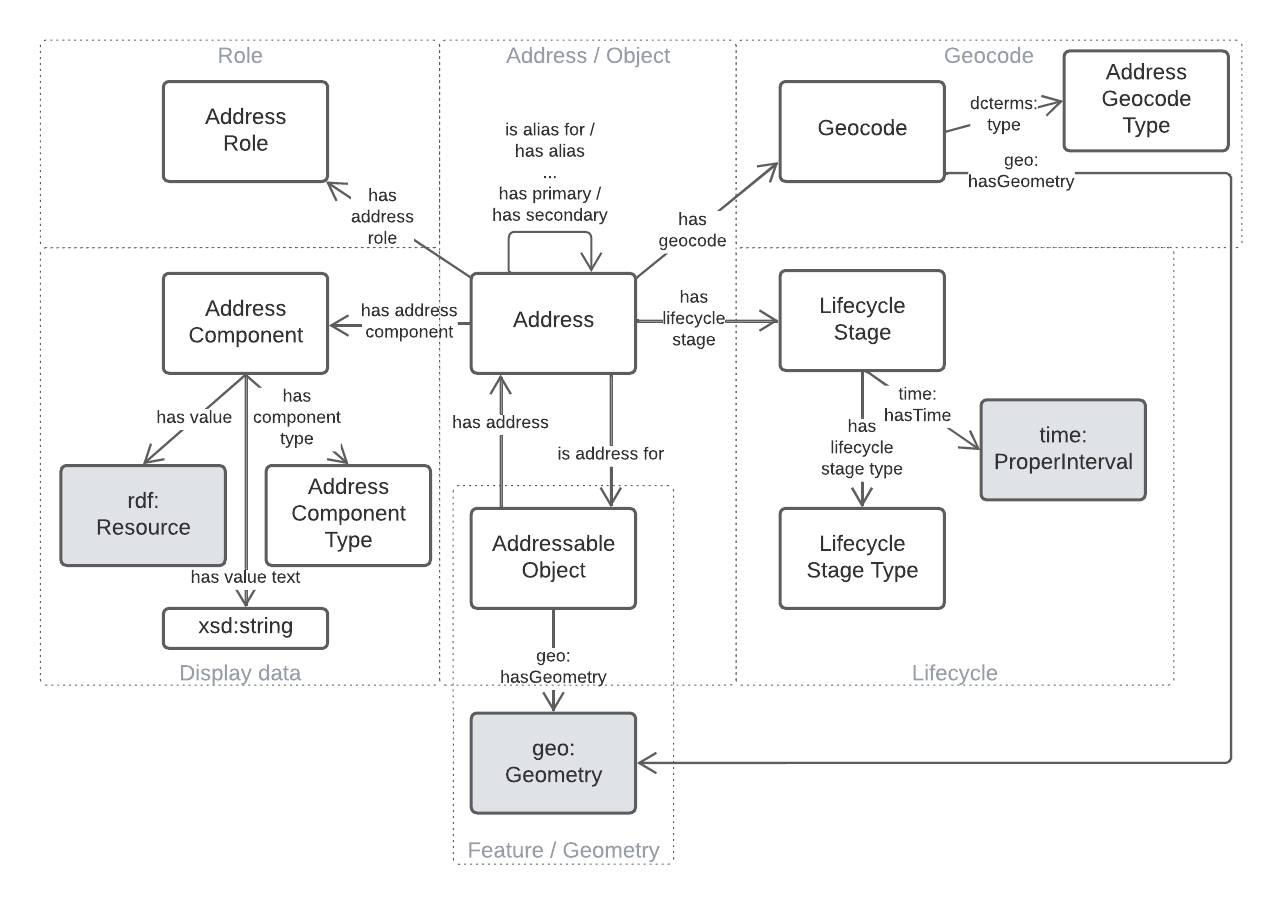 Role
Address / Object
Geocode
Address
Role
is alias for /
has alias
...
has primary /
has secondary
Geocode
dcterms:
type
Address
Geocode
Type
geo:
hasGeometry
has
address
role
has
geocode
Address
Component
has address
component
Address
has
lifecycle
stage
Lifecycle
Stage
has value
has
component
type
has address
is address for
time:
hasTime
has
lifecycle
stage type
time:
ProperInterval
rdf:
Resource
Address
Component
Type
Addressable
Object
Lifecycle
Stage Type
has value text
xsd:string
Display data
geo:
hasGeometry
Lifecycle
geo:
Geometry
Feature / Geometry